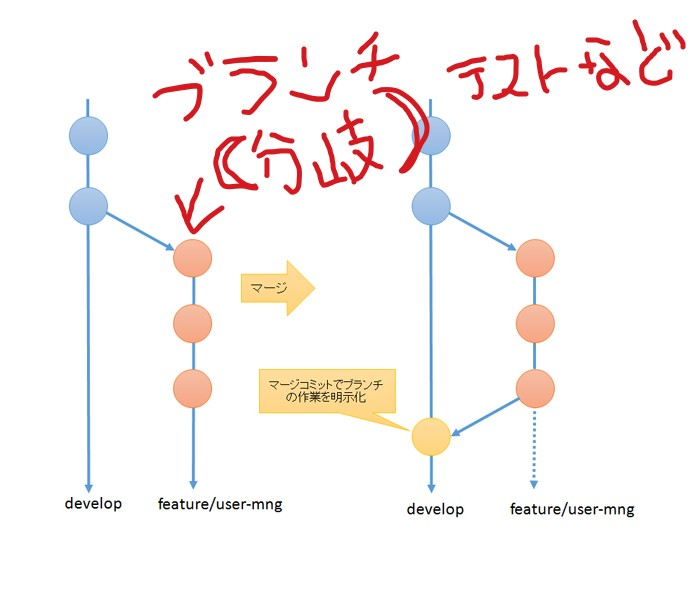 ブランチ
(分岐)
テストなど
マージ
マージコミットでブランチ
の作業を明示化
develop
feature/user-mng
develop
feature/user-mng